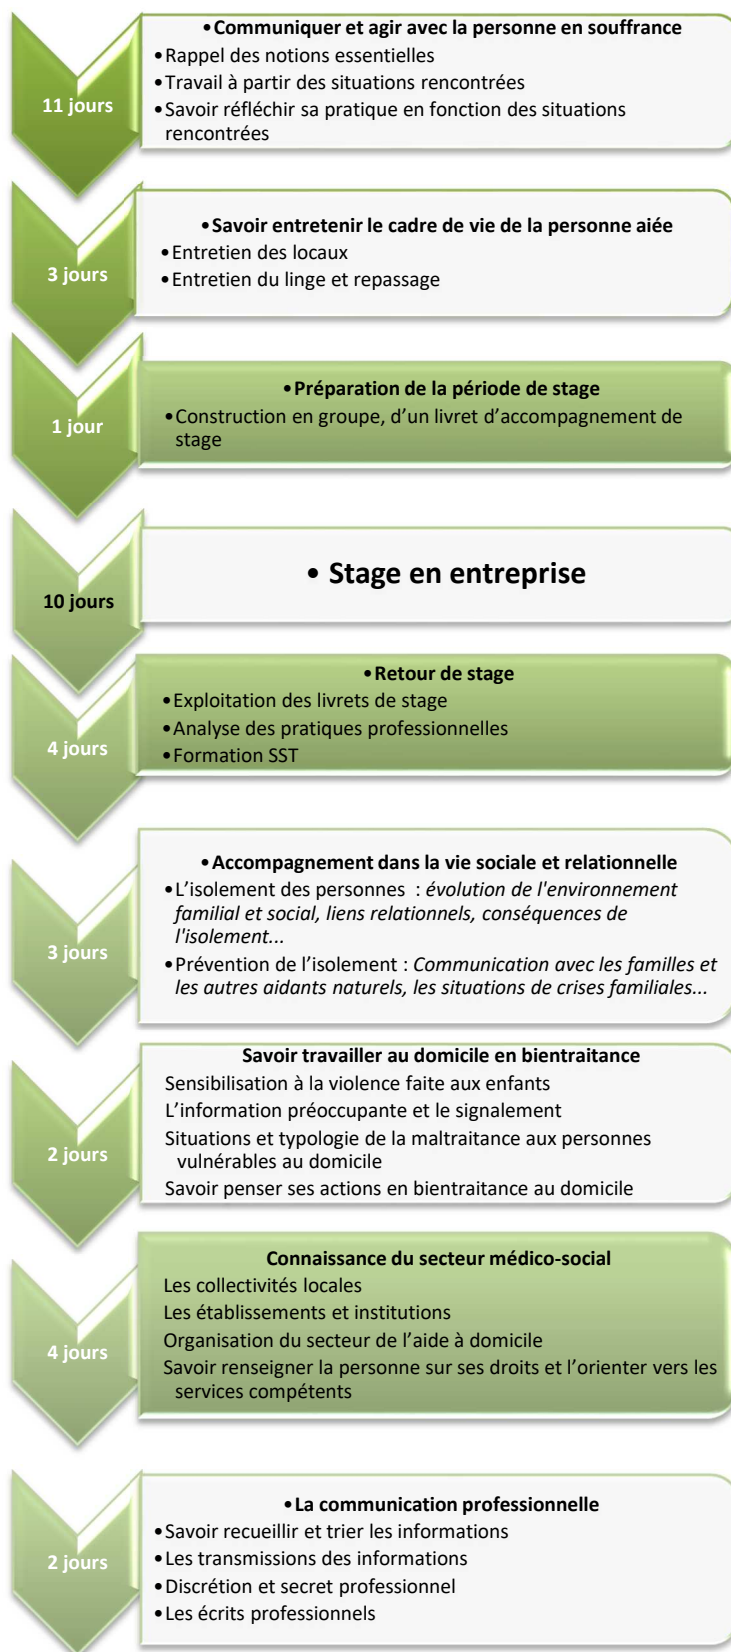 •Communiquer et agir avec la personne en souffrance
•Rappel des notions essentielles
•Travail à partir des situations rencontrées
•Savoir réfléchir sa pratique en fonction des situations
rencontrées
11 jours
•Savoir entretenir le cadre de vie de la personne aiée
•Entretien des locaux
•Entretien du linge et repassage
3 jours
•Préparation de la période de stage
•Construction en groupe, d’un livret d’accompagnement de
stage
1 jour
• Stage en entreprise
10 jours
•Retour de stage
•Exploitation des livrets de stage
•Analyse des pratiques professionnelles
•Formation SST
4 jours
•Accompagnement dans la vie sociale et relationnelle
•L’isolement des personnes : évolution de l'environnement
familial et social, liens relationnels, conséquences de
l'isolement...
•Prévention de l’isolement : Communication avec les familles et
les autres aidants naturels, les situations de crises familiales...
3 jours
Savoir travailler au domicile en bientraitance
Sensibilisation à la violence faite aux enfants
L’information préoccupante et le signalement
Situations et typologie de la maltraitance aux personnes
vulnérables au domicile
Savoir penser ses actions en bientraitance au domicile
2 jours
Connaissance du secteur médico-social
Les collectivités locales
Les établissements et institutions
Organisation du secteur de l’aide à domicile
Savoir renseigner la personne sur ses droits et l’orienter vers les
services compétents
4 jours
•La communication professionnelle
•Savoir recueillir et trier les informations
•Les transmissions des informations
•Discrétion et secret professionnel
•Les écrits professionnels
2 jours